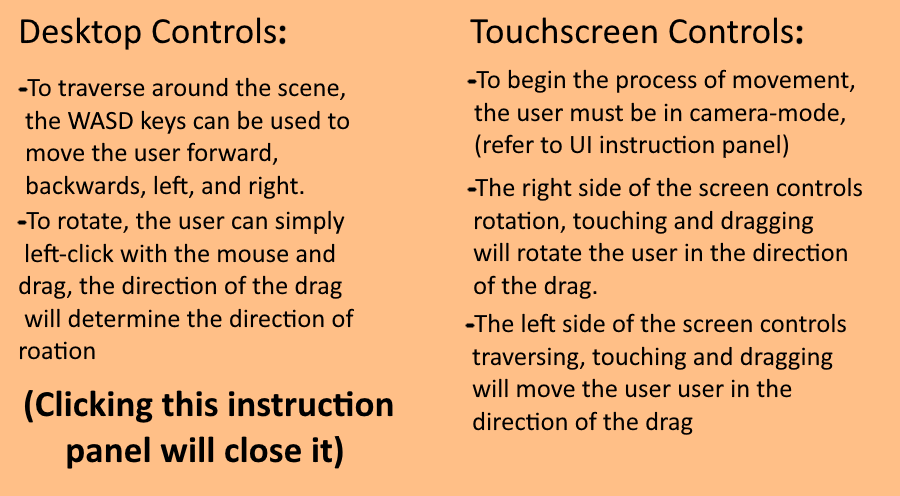 Desktop Controls:
-To traverse around the scene,
the WASD keys can be used to
move the user forward,
backwards, left, and right.
-To rotate, the user can simply
left-click with the mouse and
drag, the direction of the drag
will determine the direction of
roation
(Clicking this instruction
panel will close it)
Touchscreen Controls:
-To begin the process of movement,
the user must be in camera-mode,
(refer to UI instruction panel)
-The right side of the screen controls
rotation, touching and dragging
will rotate the user in the direction
of the drag.
-The left side of the screen controls
traversing, touching and dragging
will move the user user in the
direction of the drag